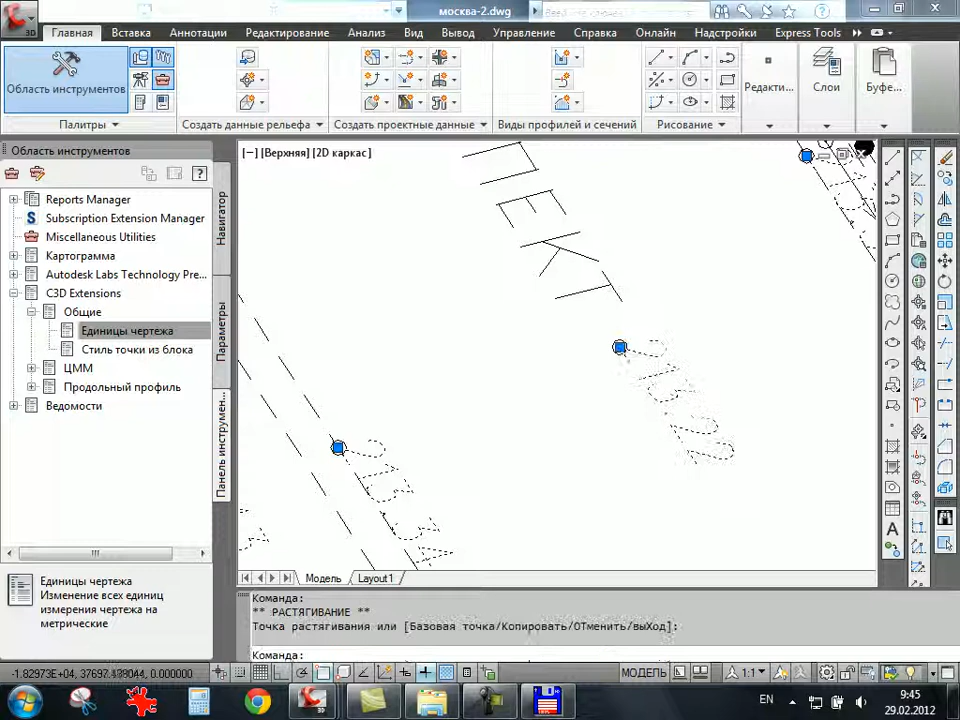 москва-2.dwg
Главная Вставка Аннотации Редактирование Анализ Вид Вывод Управление Справка Онлайн Надстройки Express Tools
Область инструментов
Редакти... Слои Буфе...
Палитры Создать данные рельефа Создать проектные данные Виды профилей и сечений Рисование
Область инструментов
[−][Верхняя][2D каркас]
Навигатор
Параметры
Панель инструмен...
Reports Manager
Subscription Extension Manager
Miscellaneous Utilities
Картограмма
Autodesk Labs Technology Pre...
C3D Extensions
Общие
Единицы чертежа
Стиль точки из блока
ЦММ
Продольный профиль
Ведомости
Единицы чертежа
Изменение всех единиц
измерения чертежа на
метрические
Модель Layout1
Команда:
** РАСТЯГИВАНИЕ **
Точка растягивания или [Базовая точка/Копировать/ОТменить/выХод]:
Команда:
МОДЕЛЬ 1:1
EN 9:45
29.02.2012